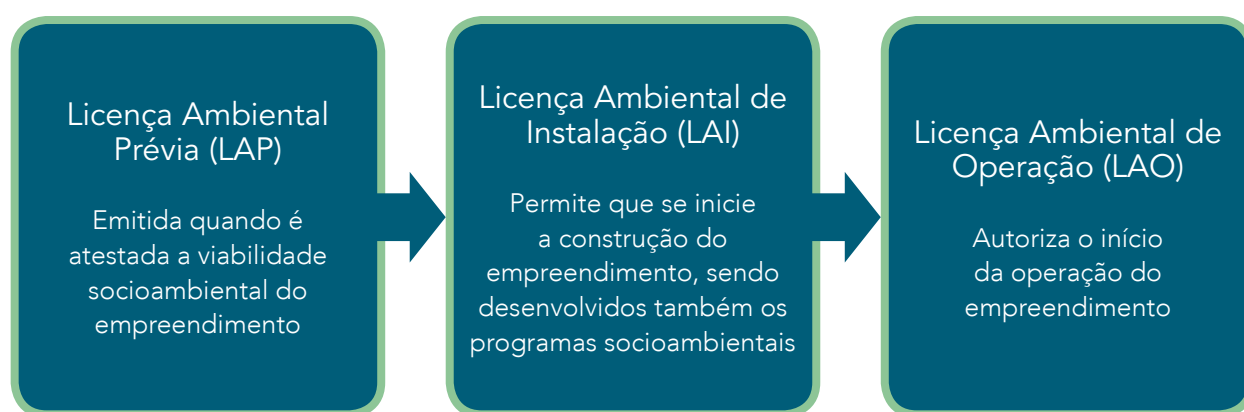 Licença Ambiental
Prévia (LAP)
Emitida quando é
atestada a viabilidade
socioambiental do
empreendimento
Licença Ambiental de
Instalação (LAI)
Permite que se inicie
a construção do
empreendimento, sendo
desenvolvidos também os
programas socioambientais
Licença Ambiental de
Operação (LAO)
Autoriza o início
da operação do
empreendimento